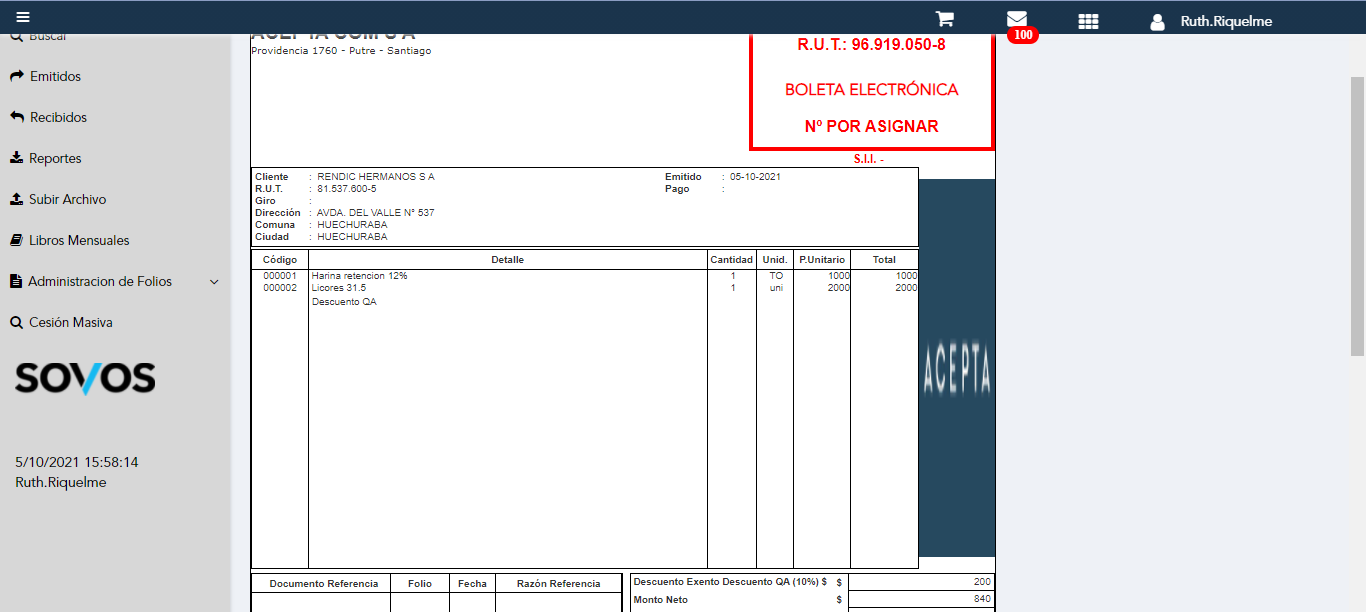 100
Ruth.Riquelme
Buscar
Emitidos
Recibidos
Reportes
Subir Archivo
Libros Mensuales
Administracion de Folios
Cesión Masiva
SOVOS
5/10/2021 15:58:14
Ruth.Riquelme
Providencia 1760 - Putre - Santiago
R.U.T.: 96.919.050-8
BOLETA ELECTRÓNICA
Nº POR ASIGNAR
S.I.I. -
Cliente : RENDIC HERMANOS S A Emitido : 05-10-2021
R.U.T. : 81.537.600-5 Pago :
Giro :
Dirección : AVDA. DEL VALLE N° 537
Comuna : HUECHURABA
Ciudad : HUECHURABA
Código Detalle Cantidad Unid. P.Unitario Total
000001 Harina retencion 12% 1 TO 1000 1000
000002 Licores 31.5 1 uni 2000 2000
Descuento QA
ACEPTA
Documento Referencia Folio Fecha Razón Referencia
Descuento Exento Descuento QA (10%) $ $ 200
Monto Neto $ 840